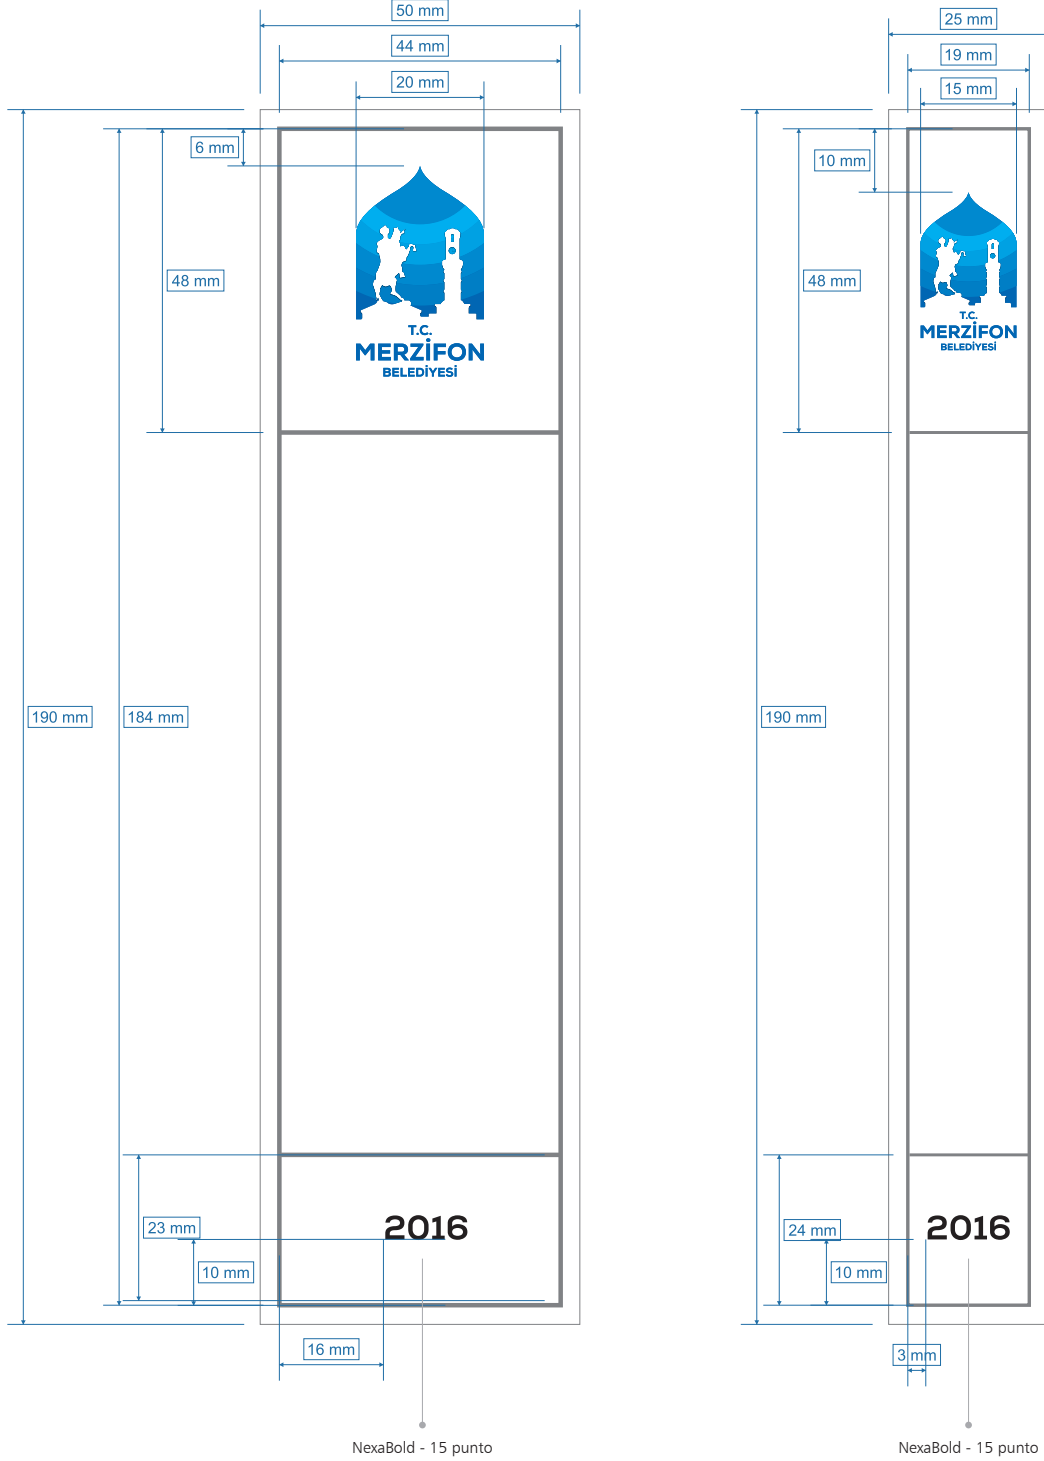 50 mm
44 mm
20 mm
6 mm
48 mm
T.C.
MERZİFON
BELEDİYESİ
190 mm
184 mm
23 mm
2016
10 mm
16 mm
NexaBold - 15 punto
25 mm
19 mm
15 mm
10 mm
48 mm
T.C.
MERZİFON
BELEDİYESİ
190 mm
24 mm
2016
10 mm
3 mm
NexaBold - 15 punto